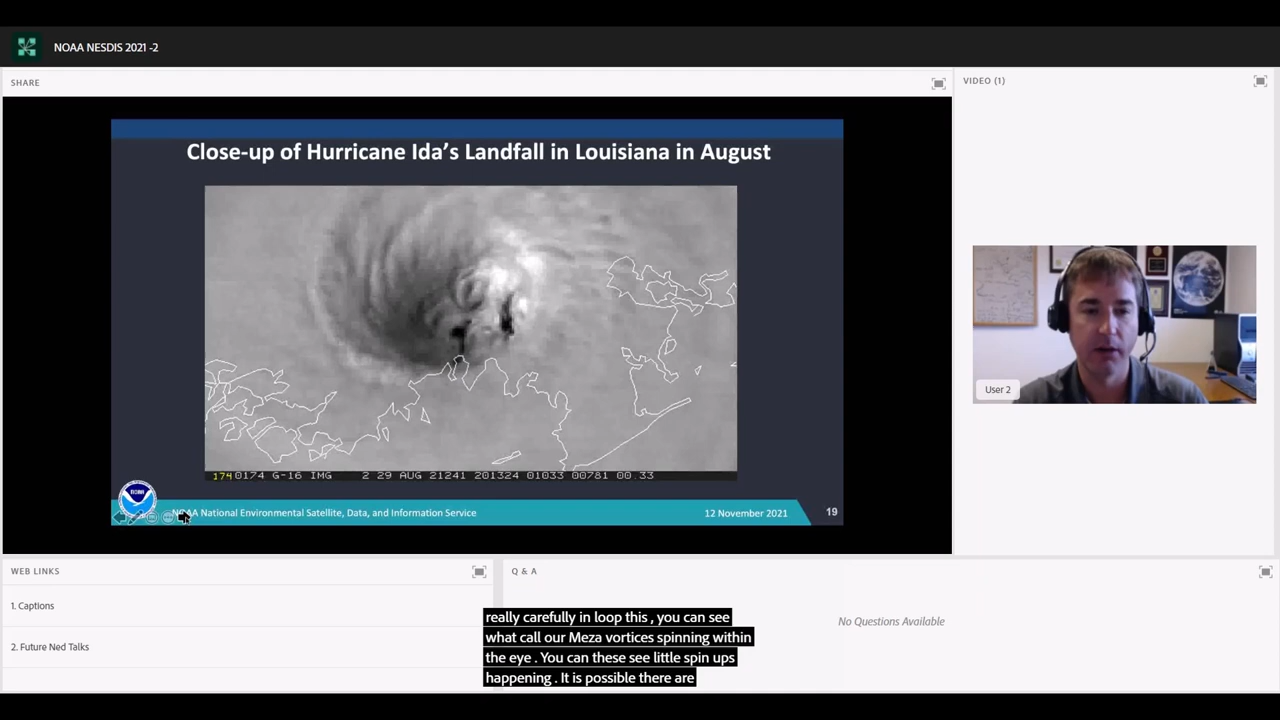 NOAA NESDIS 2021 -2
SHARE
VIDEO (1)
Close-up of Hurricane Ida's Landfall in Louisiana in August
1740174 G-16 IMG 2 29 AUG 21241 201324 01033 00781 00.33
User 2
NOAA
NOAA National Environmental Satellite, Data, and Information Service
12 November 2021
19
WEB LINKS
1. Captions
2. Future Ned Talks
Q & A
No Questions Available
really carefully in loop this , you can see
what call our Meza vortices spinning within
the eye . You can these see little spin ups
happening . It is possible there are